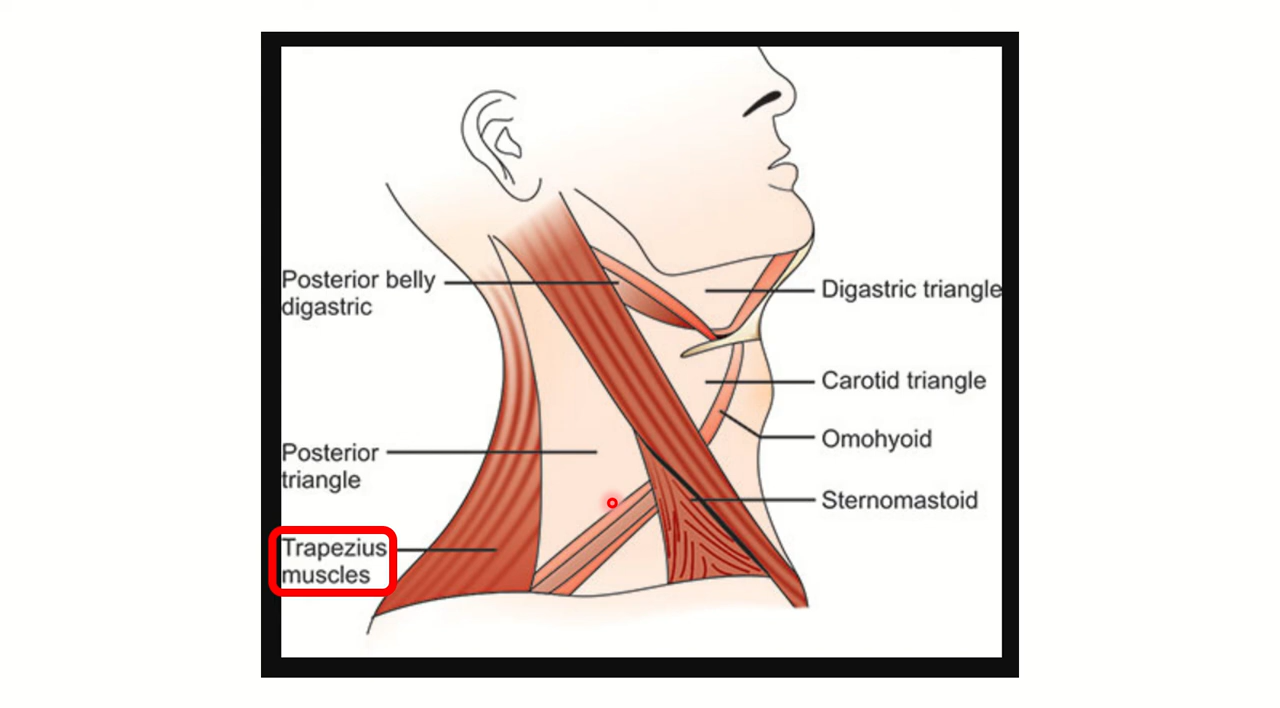 Posterior belly
digastric
Posterior
triangle
Trapezius
muscles
Digastric triangle
Carotid triangle
Omohyoid
Sternomastoid